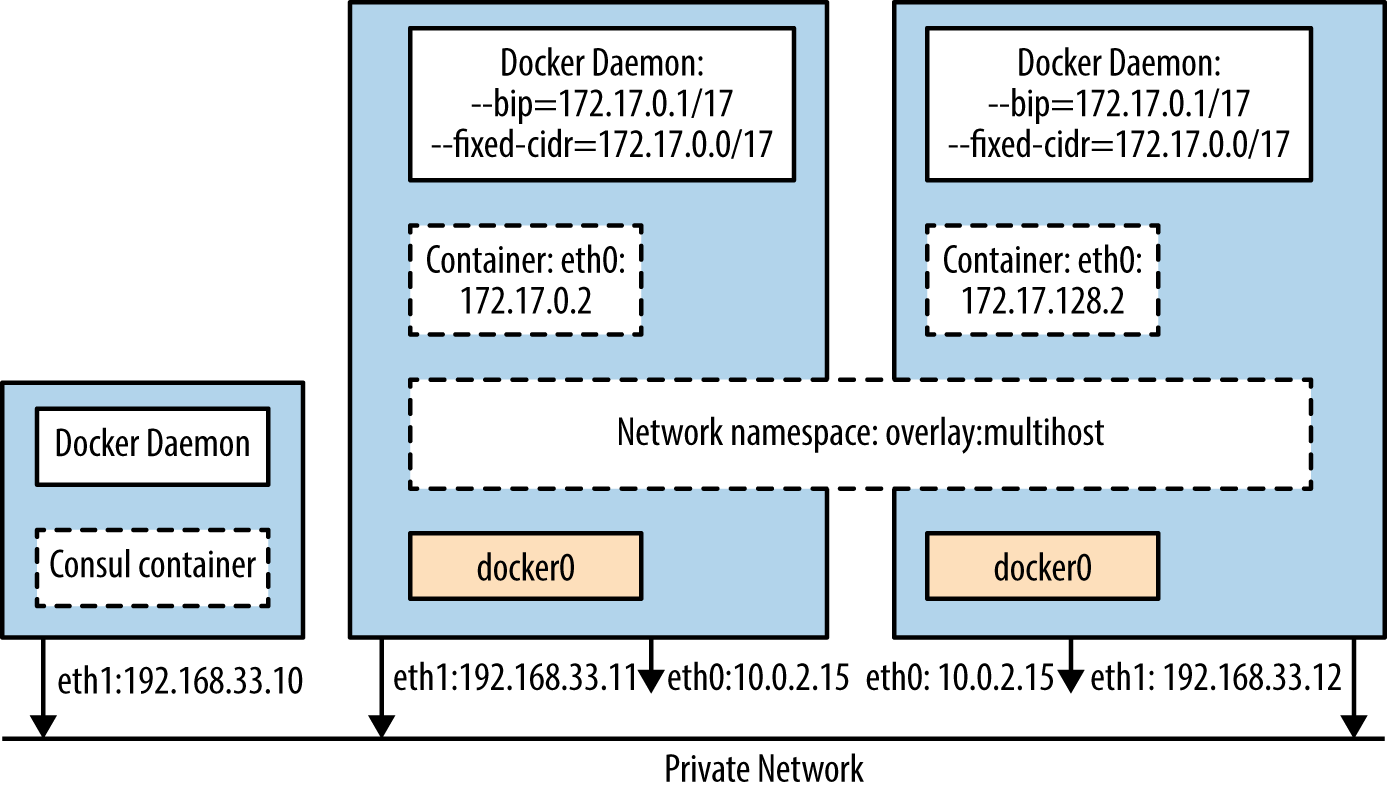 Docker Daemon:
--bip=172.17.0.1/17
--fixed-cidr=172.17.0.0/17
Docker Daemon:
--bip=172.17.0.1/17
--fixed-cidr=172.17.0.0/17
Container: eth0:
172.17.0.2
Container: eth0:
172.17.128.2
Network namespace: overlay:multihost
Docker Daemon
Consul container
docker0
docker0
eth1:192.168.33.10
eth1:192.168.33.11
eth0:10.0.2.15
eth0: 10.0.2.15
eth1: 192.168.33.12
Private Network